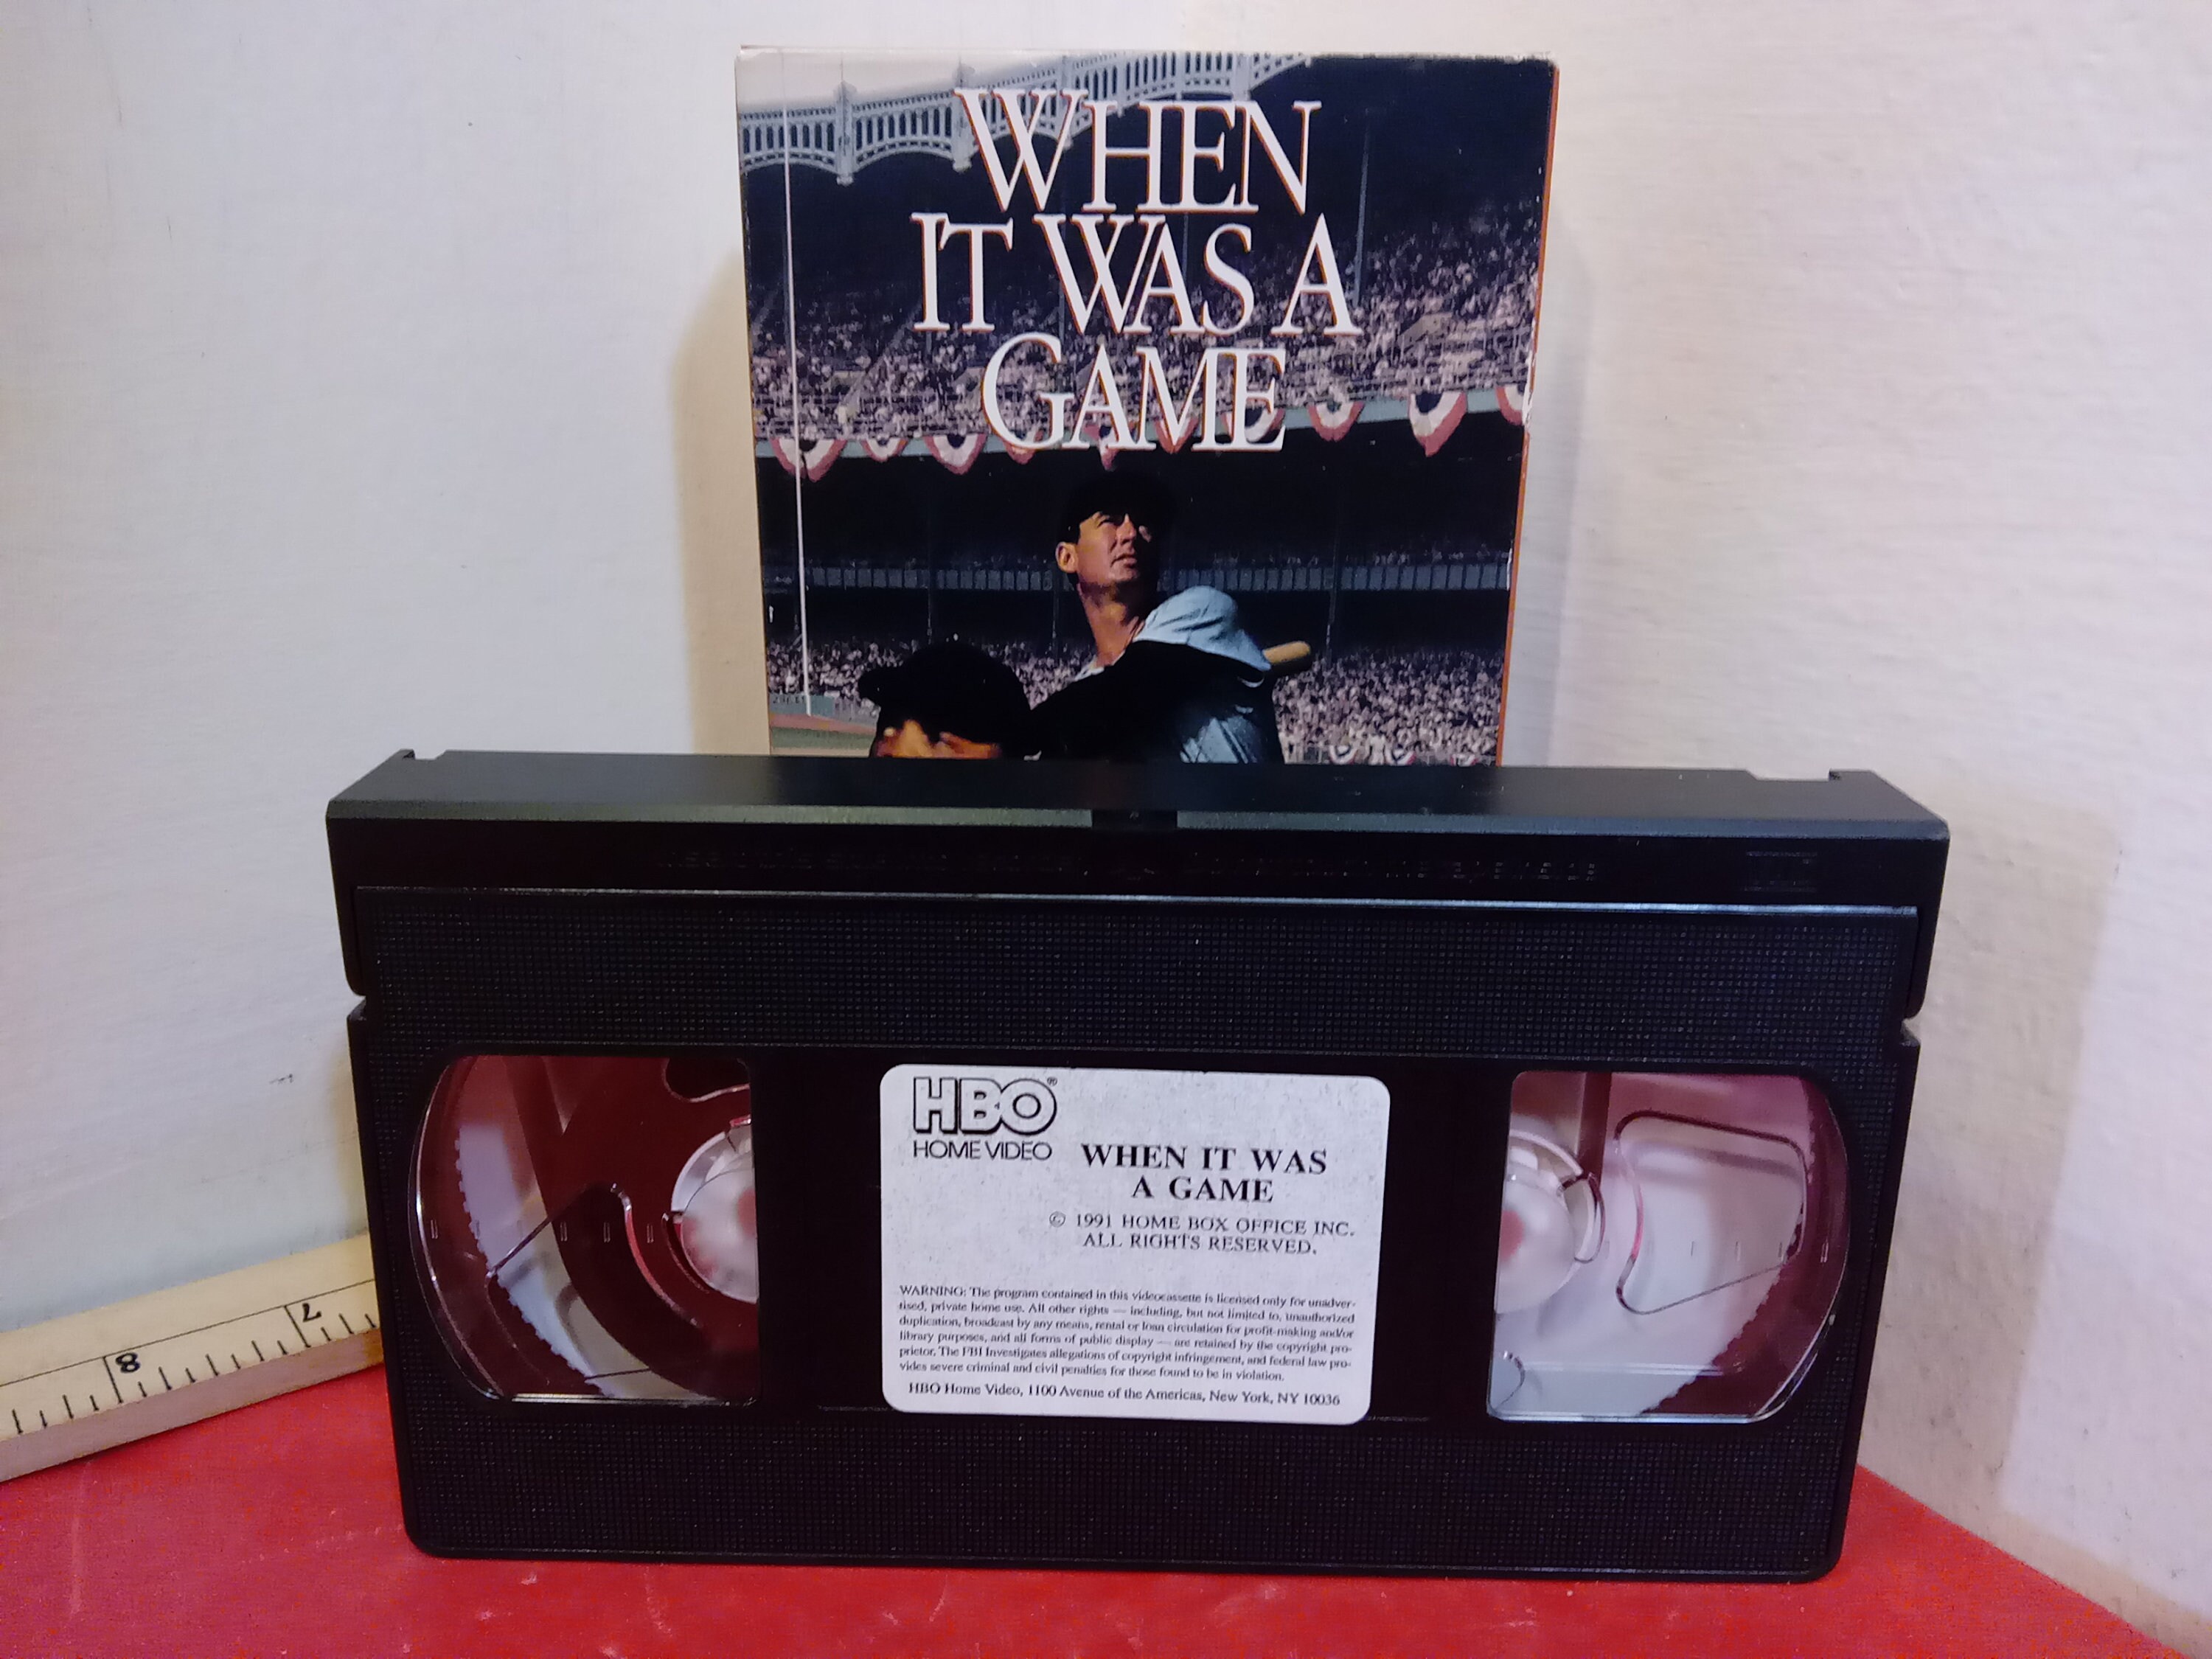 WHEN
IT WAS A
GAME
HBO®
HOME VIDEO
WHEN IT WAS
A GAME
© 1991 HOME BOX OFFICE INC.
ALL RIGHTS RESERVED.
WARNING: The program contained in this videocassette is licensed only for unadver-
tised, private home use. All other rights — including, but not limited to, unauthorized
duplication, broadcast by any means, rental or loan circulation for profit-making and/or
library purposes, and all forms of public display — are retained by the copyright pro-
prietor. The FBI Investigates allegations of copyright infringement, and federal law pro-
vides severe criminal and civil penalties for those found to be in violation.
HBO Home Video, 1100 Avenue of the Americas, New York, NY 10036
7
8